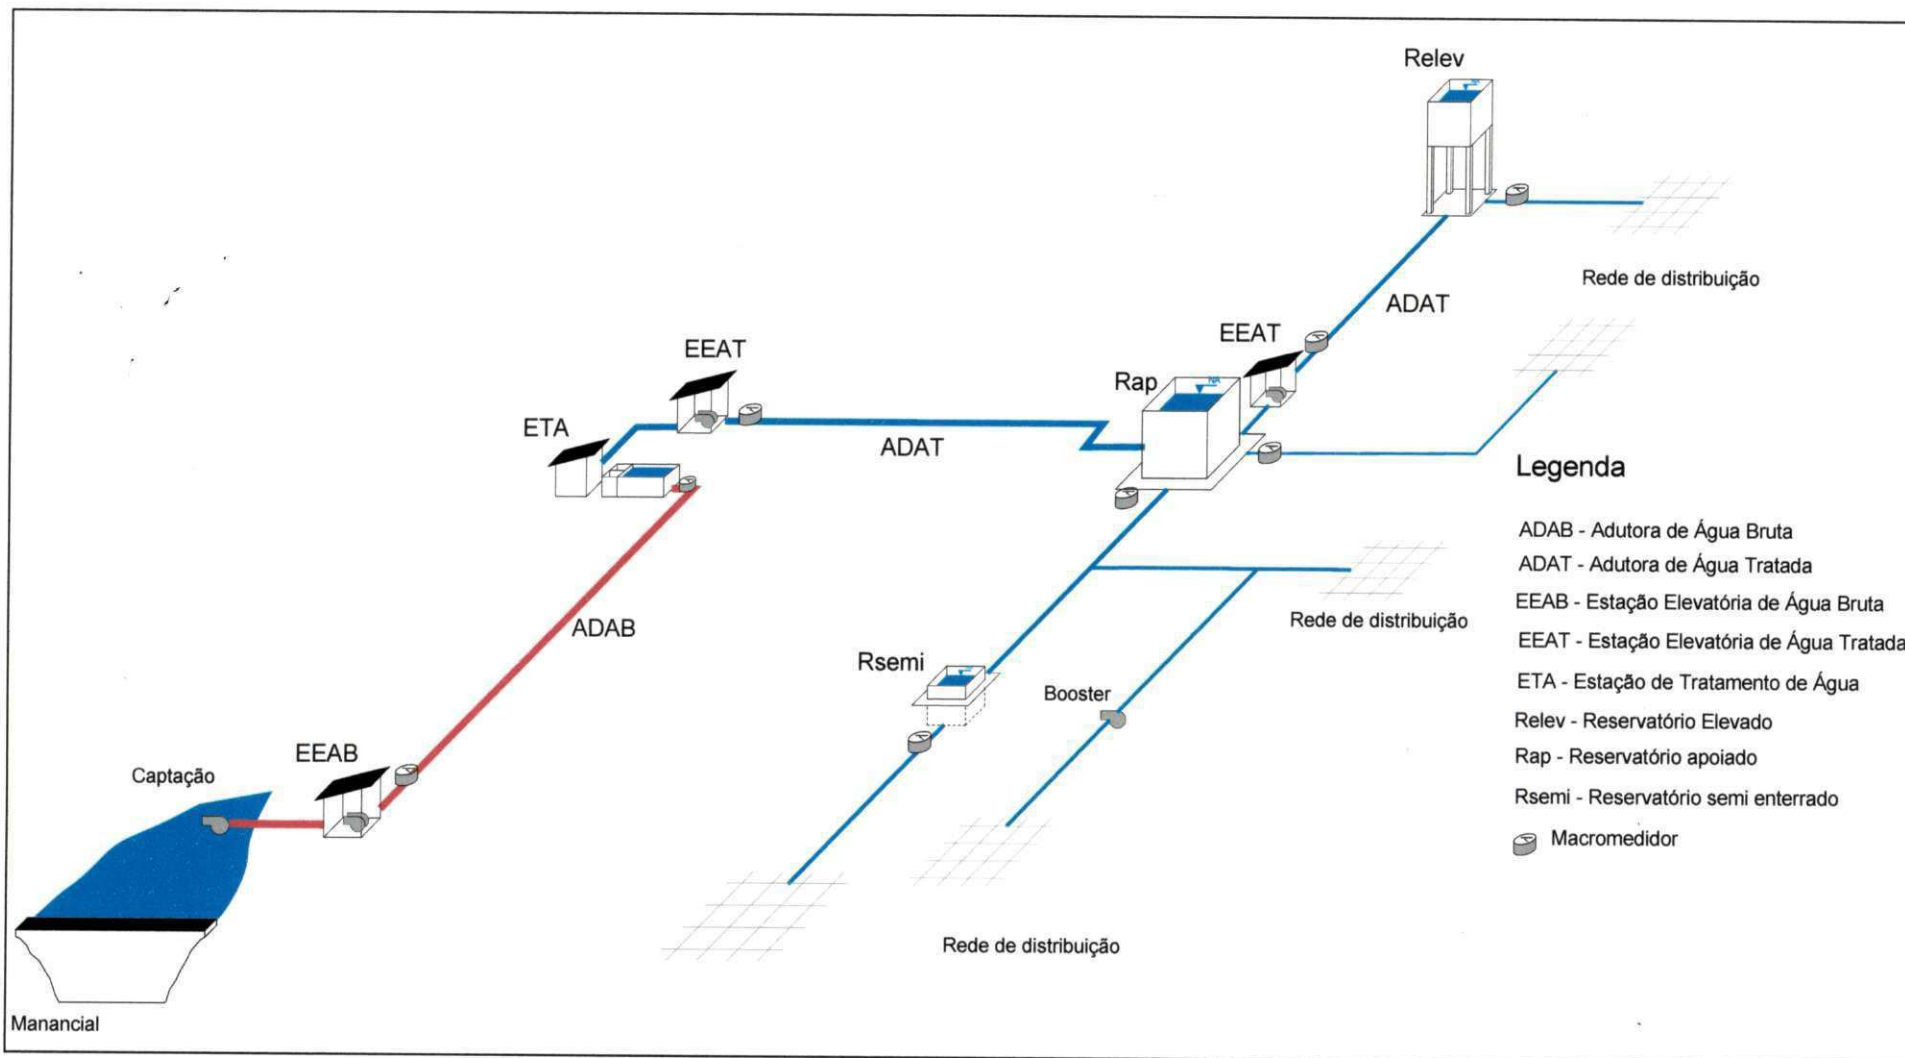 Relev
Rede de distribuição
ADAT
EEAT
EEAT
Rap
NA
ETA
ADAT
Legenda
ADAB - Adutora de Água Bruta
ADAT - Adutora de Água Tratada
EEAB - Estação Elevatória de Água Bruta
EEAT - Estação Elevatória de Água Tratada
ETA - Estação de Tratamento de Água
Relev - Reservatório Elevado
Rap - Reservatório apoiado
Rsemi - Reservatório semi enterrado
Macromedidor
Rede de distribuição
ADAB
Rsemi
Booster
EEAB
Captação
Rede de distribuição
Manancial